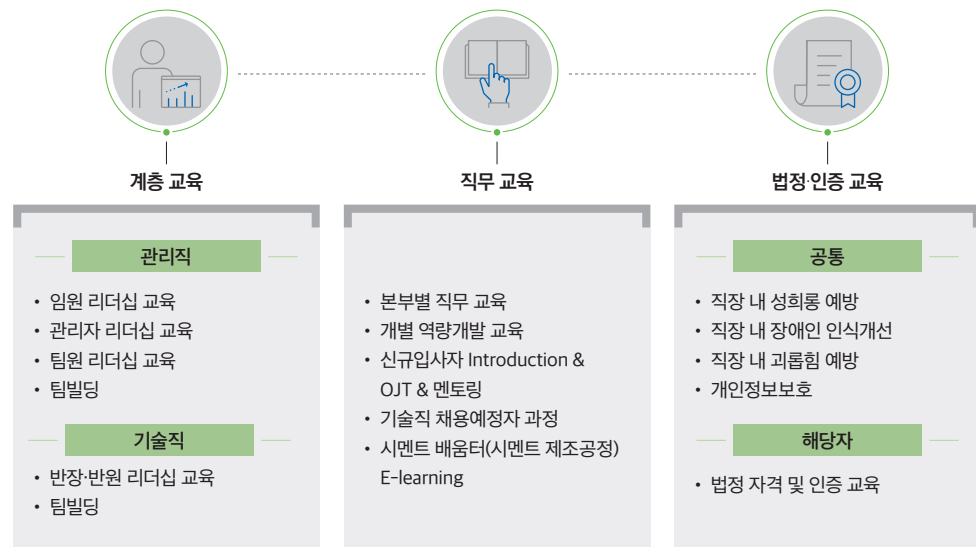 계층 교육
관리직
• 임원 리더십 교육
• 관리자 리더십 교육
• 팀원 리더십 교육
• 팀빌딩
기술직
• 반장·반원 리더십 교육
• 팀빌딩
직무 교육
• 본부별 직무 교육
• 개별 역량개발 교육
• 신규입사자 Introduction &
OJT & 멘토링
• 기술직 채용예정자 과정
• 시멘트 배움터(시멘트 제조공정)
E-learning
법정·인증 교육
공통
• 직장 내 성희롱 예방
• 직장 내 장애인 인식개선
• 직장 내 괴롭힘 예방
• 개인정보보호
해당자
• 법정 자격 및 인증 교육